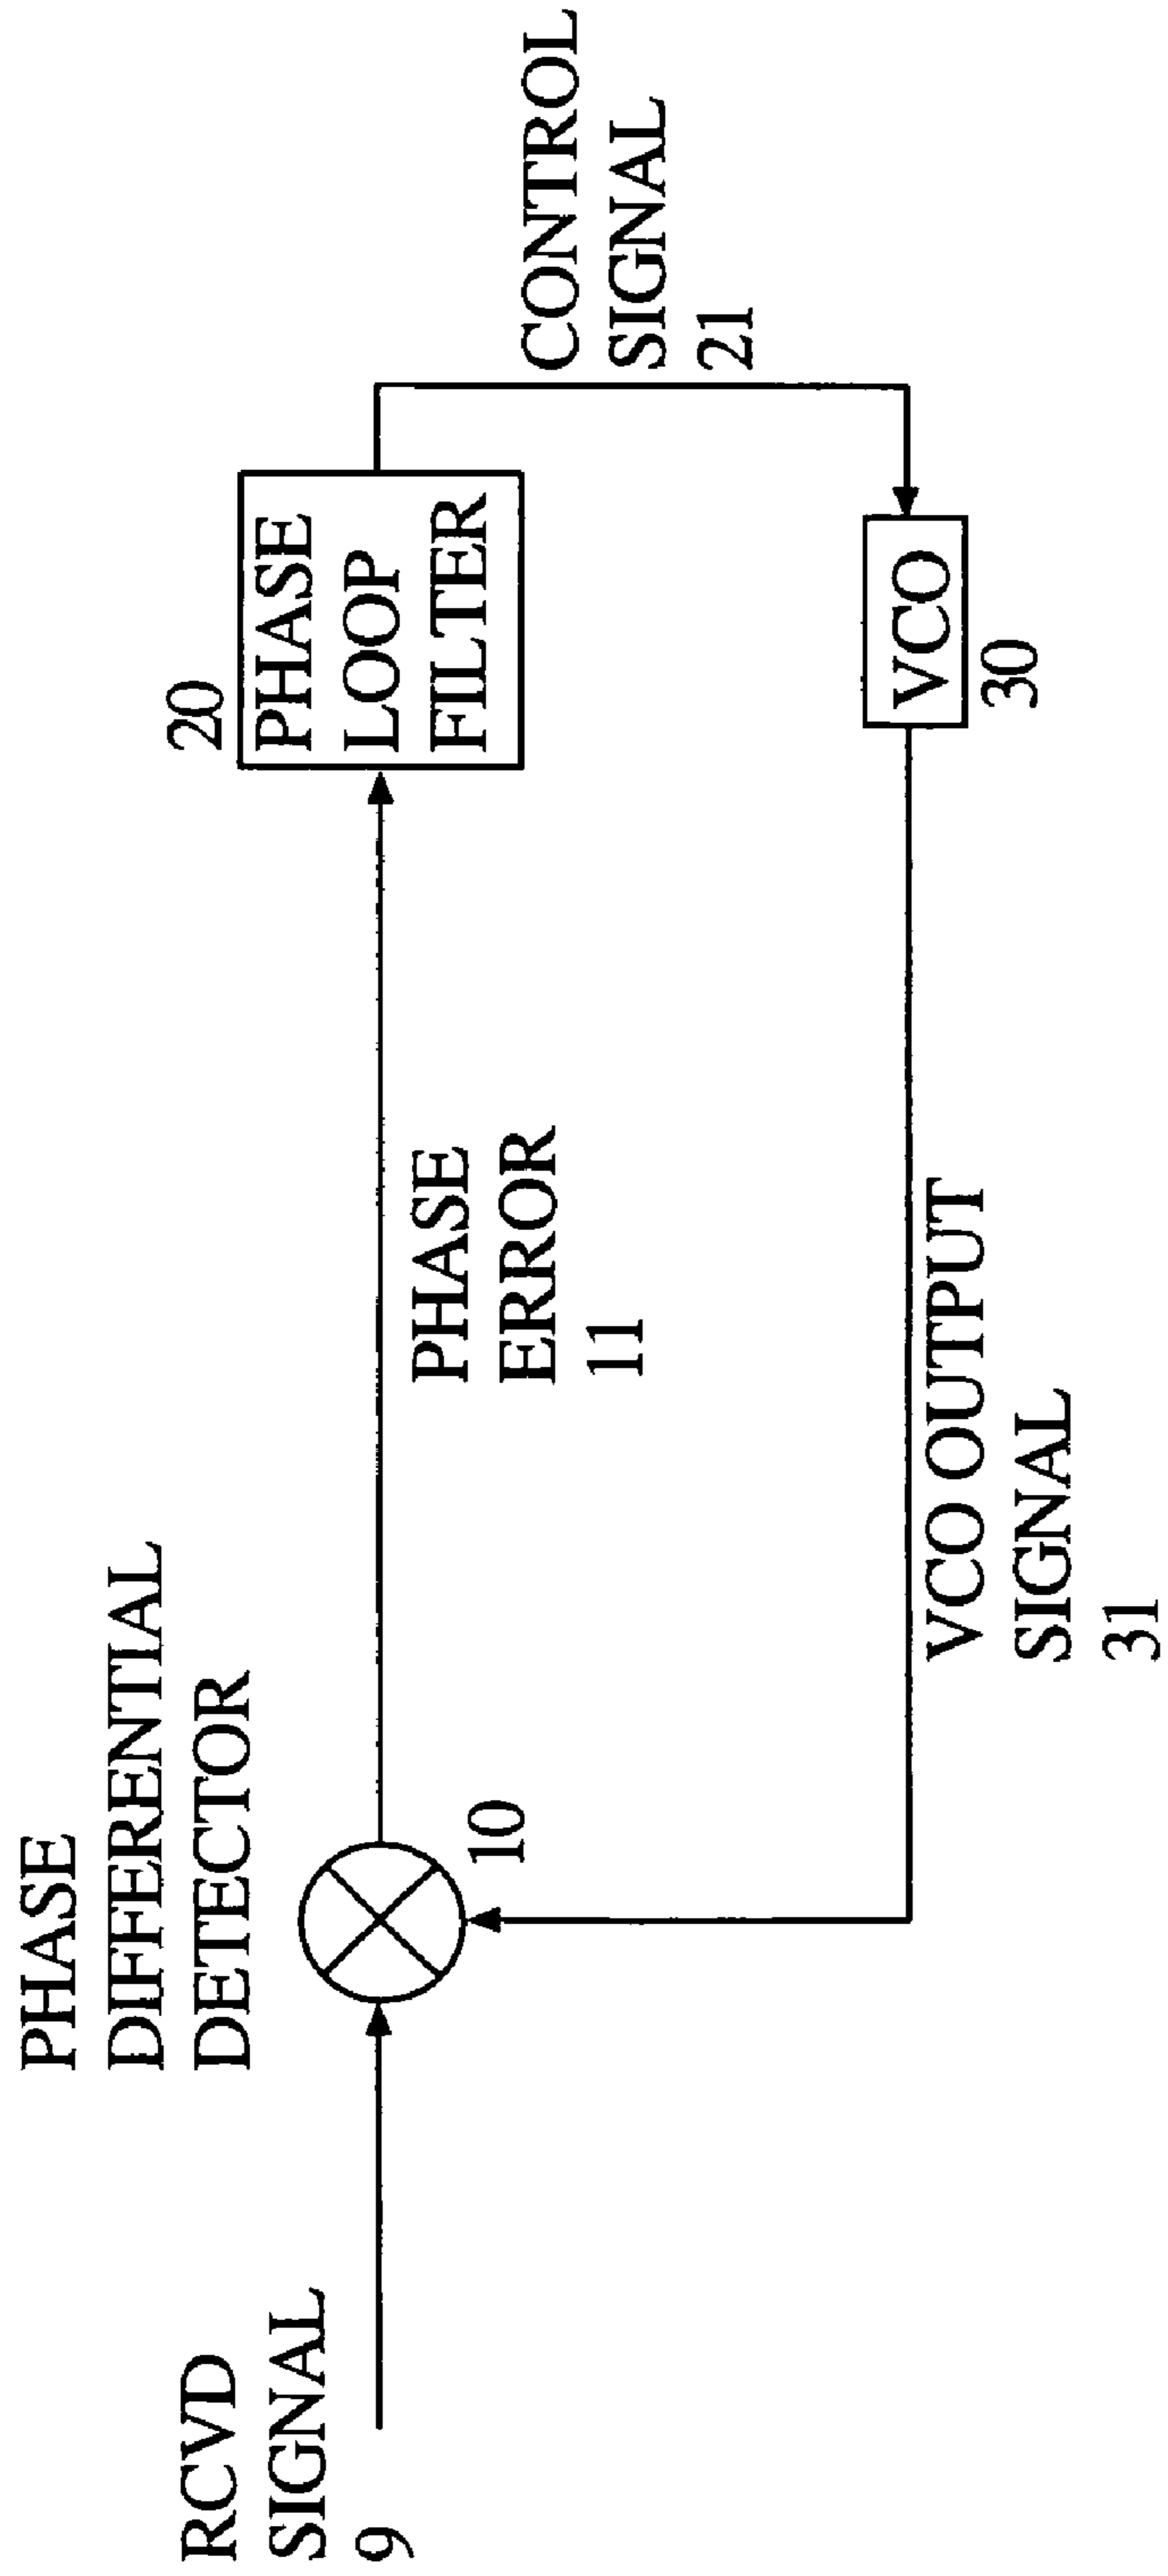 PHASE
DIFFERENTIAL
DETECTOR
RCVD
SIGNAL
9
10
PHASE
ERROR
11
20
PHASE
LOOP
FILTER
CONTROL
SIGNAL
21
VCO
30
VCO OUTPUT
SIGNAL
31